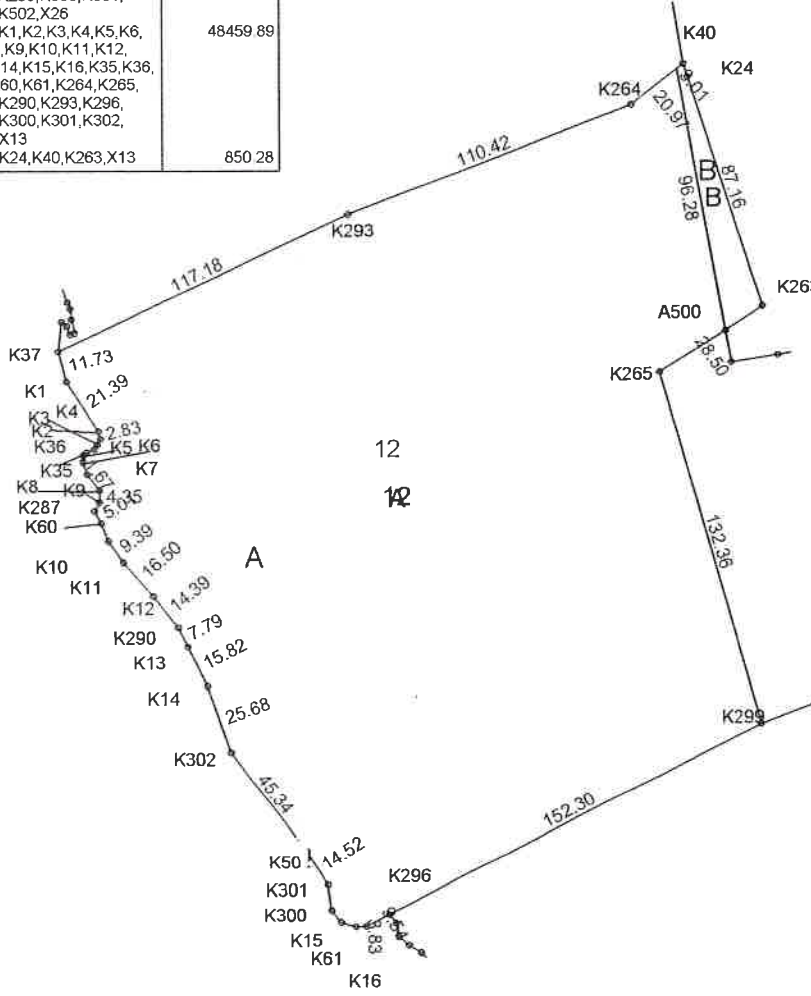 K502,X26
K1,K2,K3,K4,K5,K6, 48459.89
,K9,K10,K11,K12,
14,K15,K16,K35,K36,
60,K61,K264,K265,
K290,K293,K296,
K300,K301,K302,
X13
K24,K40,K263,X13 850.28
K40
K24
K264
9.01
20.97
110.42
B
B
87.16
96.28
K293
117.18
A500
K37
11.73
28.50
K265
K1
21.39
K4
K3
K2
2.83
K36
K5
K6
12
K35
K7
K8
K9
4.35
12
A
K287
K60
9.39
132.36
K10
16.50
A
K11
K12
14.39
K290
7.79
K13
15.82
K14
25.68
K299
K302
45.34
152.30
K50
14.52
K301
K296
K300
K15
K61
K16